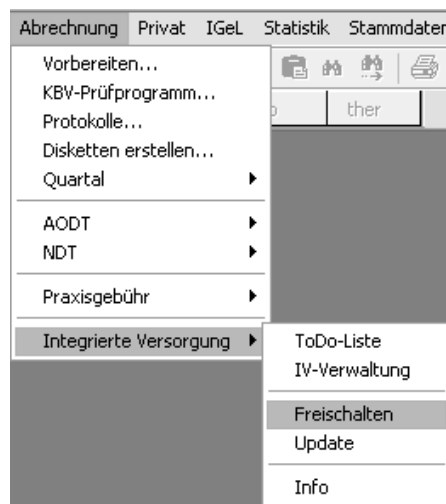 Abrechnung Privat IGeL Statistik Stammdaten
Vorbereiten...
KBV-Prüfprogramm...
Protokolle...
ther
Disketten erstellen...
Quartal
AODT
NDT
Praxisgebühr
Integrierte Versorgung
ToDo-Liste
IV-Verwaltung
Freischalten
Update
Info